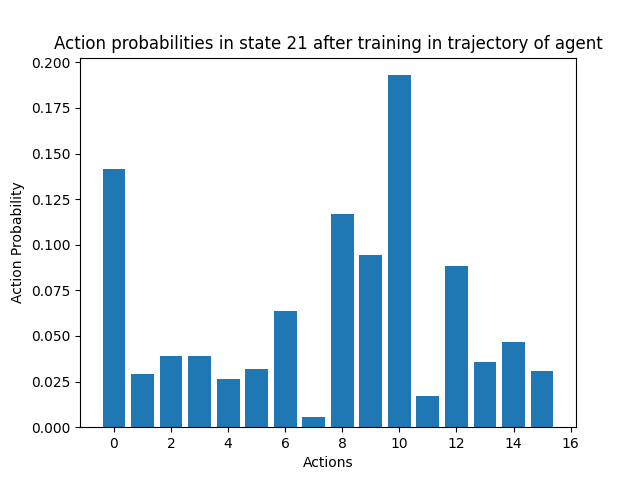 Action probabilities in state 21 after training in trajectory of agent
0.200
0.175
0.150
0.125
0.100
0.075
0.050
0.025
0.000
Action Probability
0 2 4 6 8 10 12 14 16
Actions